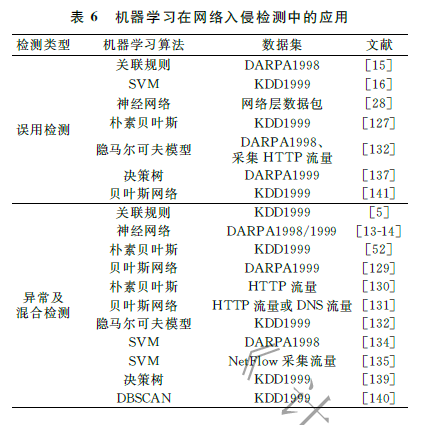 表 6 机器学习在网络入侵检测中的应用
检测类型 机器学习算法 数据集 文献
关联规则 DARPA1998 [15]
SVM KDD1999 [16]
神经网络 网络层数据包 [28]
朴素贝叶斯 KDD1999 [127]
误用检测 隐马尔可夫模型 DARPA1998、 [132]
采集 HTTP 流量
决策树 DARPA1999 [137]
贝叶斯网络 KDD1999 [141]
关联规则 KDD1999 [5]
神经网络 DARPA1998/1999 [13-14]
朴素贝叶斯 KDD1999 [52]
贝叶斯网络 DARPA1999 [129]
朴素贝叶斯 HTTP 流量 [130]
异常及 贝叶斯网络 HTTP 流量或 DNS 流量 [131]
混合检测 隐马尔可夫模型 KDD1999 [132]
SVM DARPA1998 [134]
SVM NetFlow 采集流量 [135]
决策树 KDD1999 [139]
DBSCAN KDD1999 [140]
《计